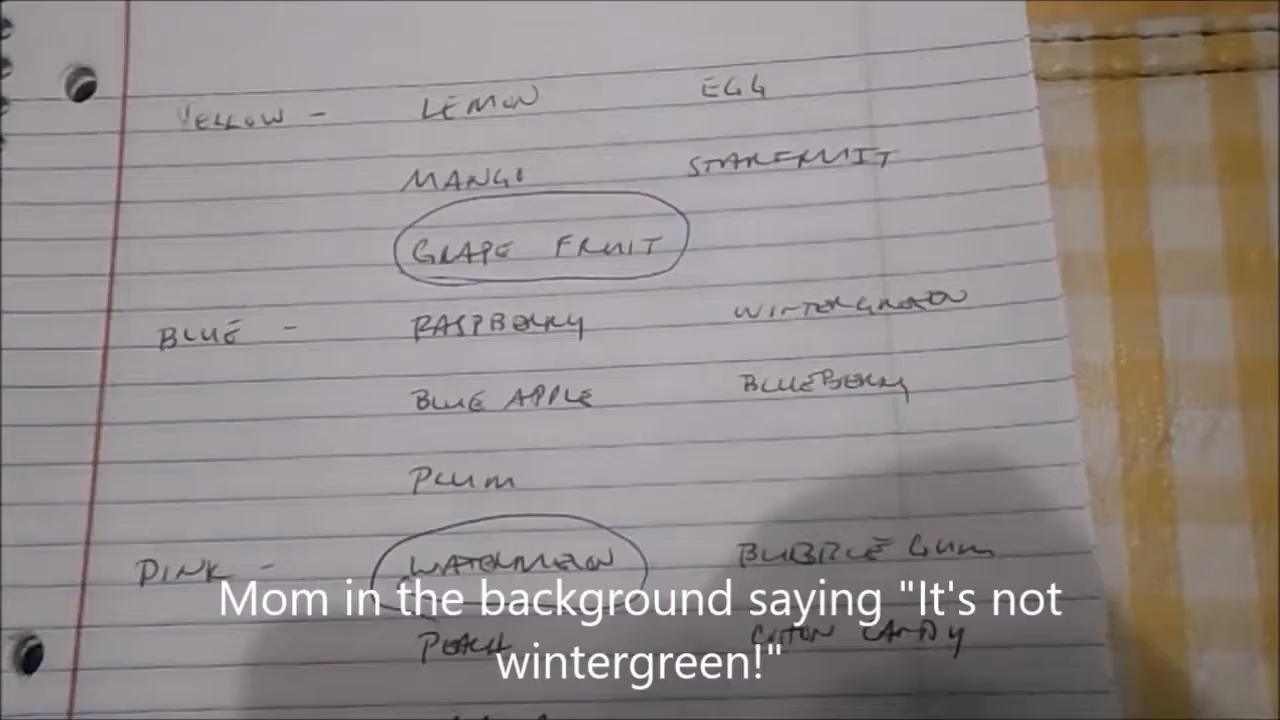 YELLOW - LEMON EGG
MANGO STARFRUIT
GRAPE FRUIT
BLUE - RASPBERRY WINTERGREEN
BLUE APPLE BLUEBERRY
PLUM
PINK - WATERMELON BUBBLE GUM
Mom in the background saying "It's not
PEACH COTTON CANDY
wintergreen!"